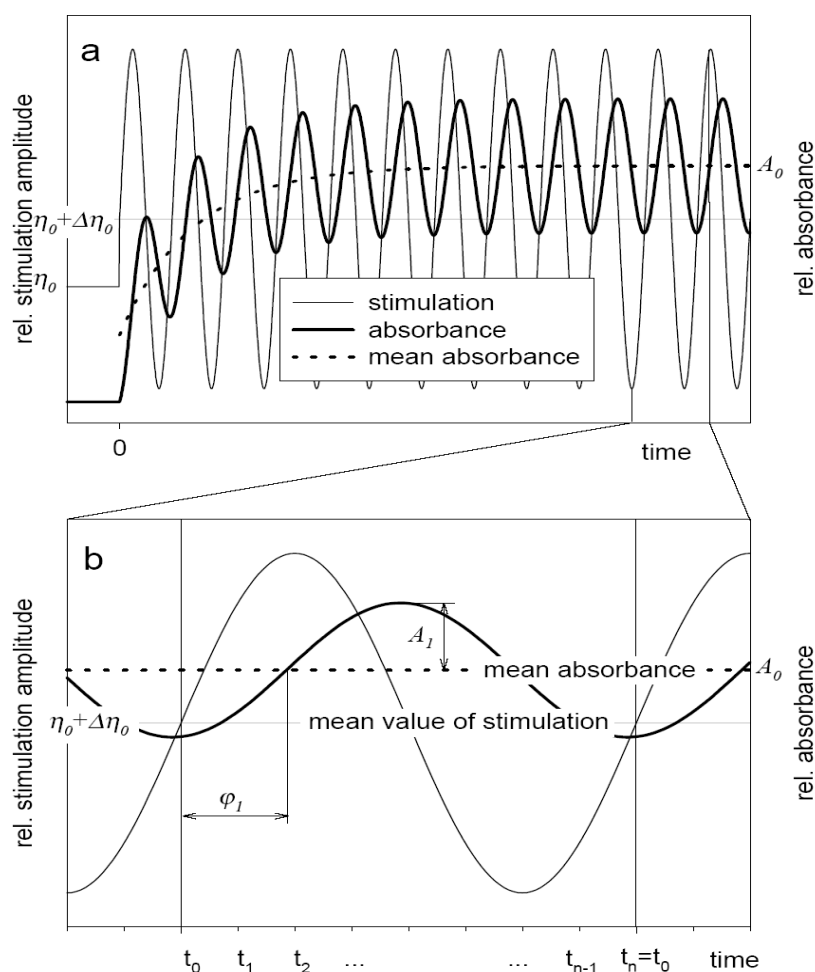 a
rel. stimulation amplitude
η₀+Δη₀
η₀
A₀
rel. absorbance
stimulation
absorbance
mean absorbance
0
time
b
rel. stimulation amplitude
A₁
mean absorbance
A₀
η₀+Δη₀
mean value of stimulation
rel. absorbance
φ₁
t₀ t₁ t₂ ... ... tₙ₋₁ tₙ=t₀ time